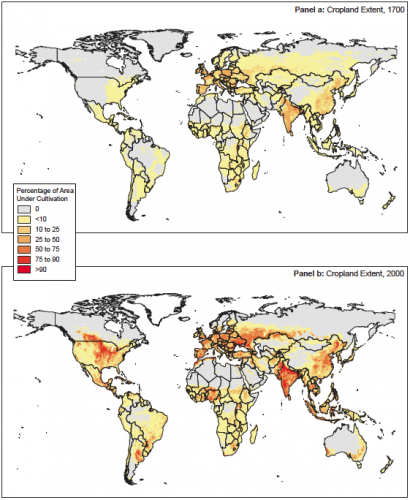 Panel a: Cropland Extent, 1700
Percentage of Area
Under Cultivation
0
<10
10 to 25
25 to 50
50 to 75
75 to 90
>90
Panel b: Cropland Extent, 2000